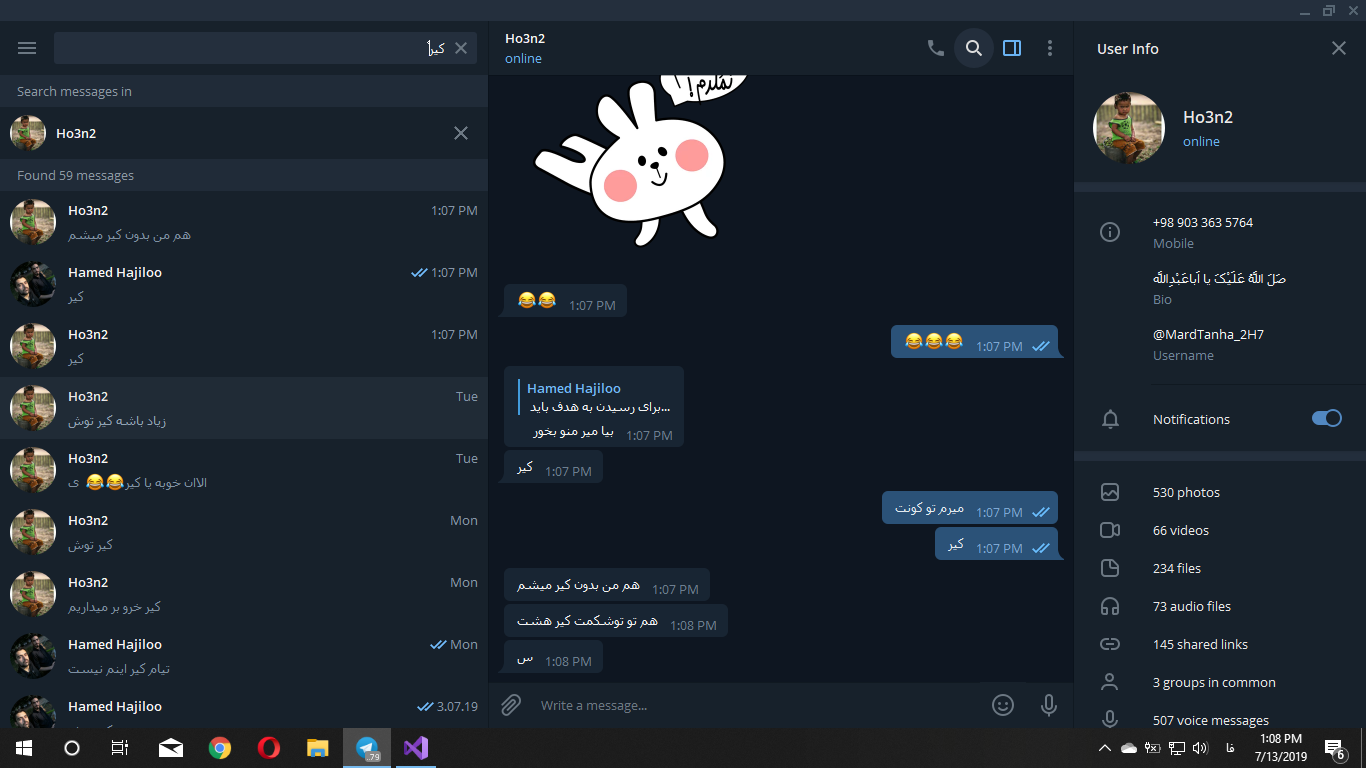 کیر
Search messages in
Ho3n2
Found 59 messages
Ho3n2 1:07 PM
هم من بدون کیر میشم
Hamed Hajiloo 1:07 PM
کیر
Ho3n2 1:07 PM
کیر
Ho3n2 Tue
زیاد باشه کیر توش
Ho3n2 Tue
الاان خوبه یا کیر😂😂 ی
Ho3n2 Mon
کیر توش
Ho3n2 Mon
کیر خرو بر میداریم
Hamed Hajiloo Mon
تیام کیر اینم نیست
Hamed Hajiloo 3.07.19
Ho3n2
online
😂😂 1:07 PM
😂😂😂 1:07 PM
Hamed Hajiloo
برای رسیدن به هدف باید...
بیا میر منو بخور 1:07 PM
کیر 1:07 PM
میرم تو کونت 1:07 PM
کیر 1:07 PM
هم من بدون کیر میشم 1:07 PM
هم تو توشکمت کیر هشت 1:08 PM
س 1:08 PM
Write a message...
User Info
Ho3n2
online
+98 903 363 5764
Mobile
صَلَ اللّهُ عَلَیْکَ یا اَباعَبْدِاللّه
Bio
@MardTanha_2H7
Username
Notifications
530 photos
66 videos
234 files
73 audio files
145 shared links
3 groups in common
507 voice messages
..79
فا
1:08 PM
7/13/2019
6